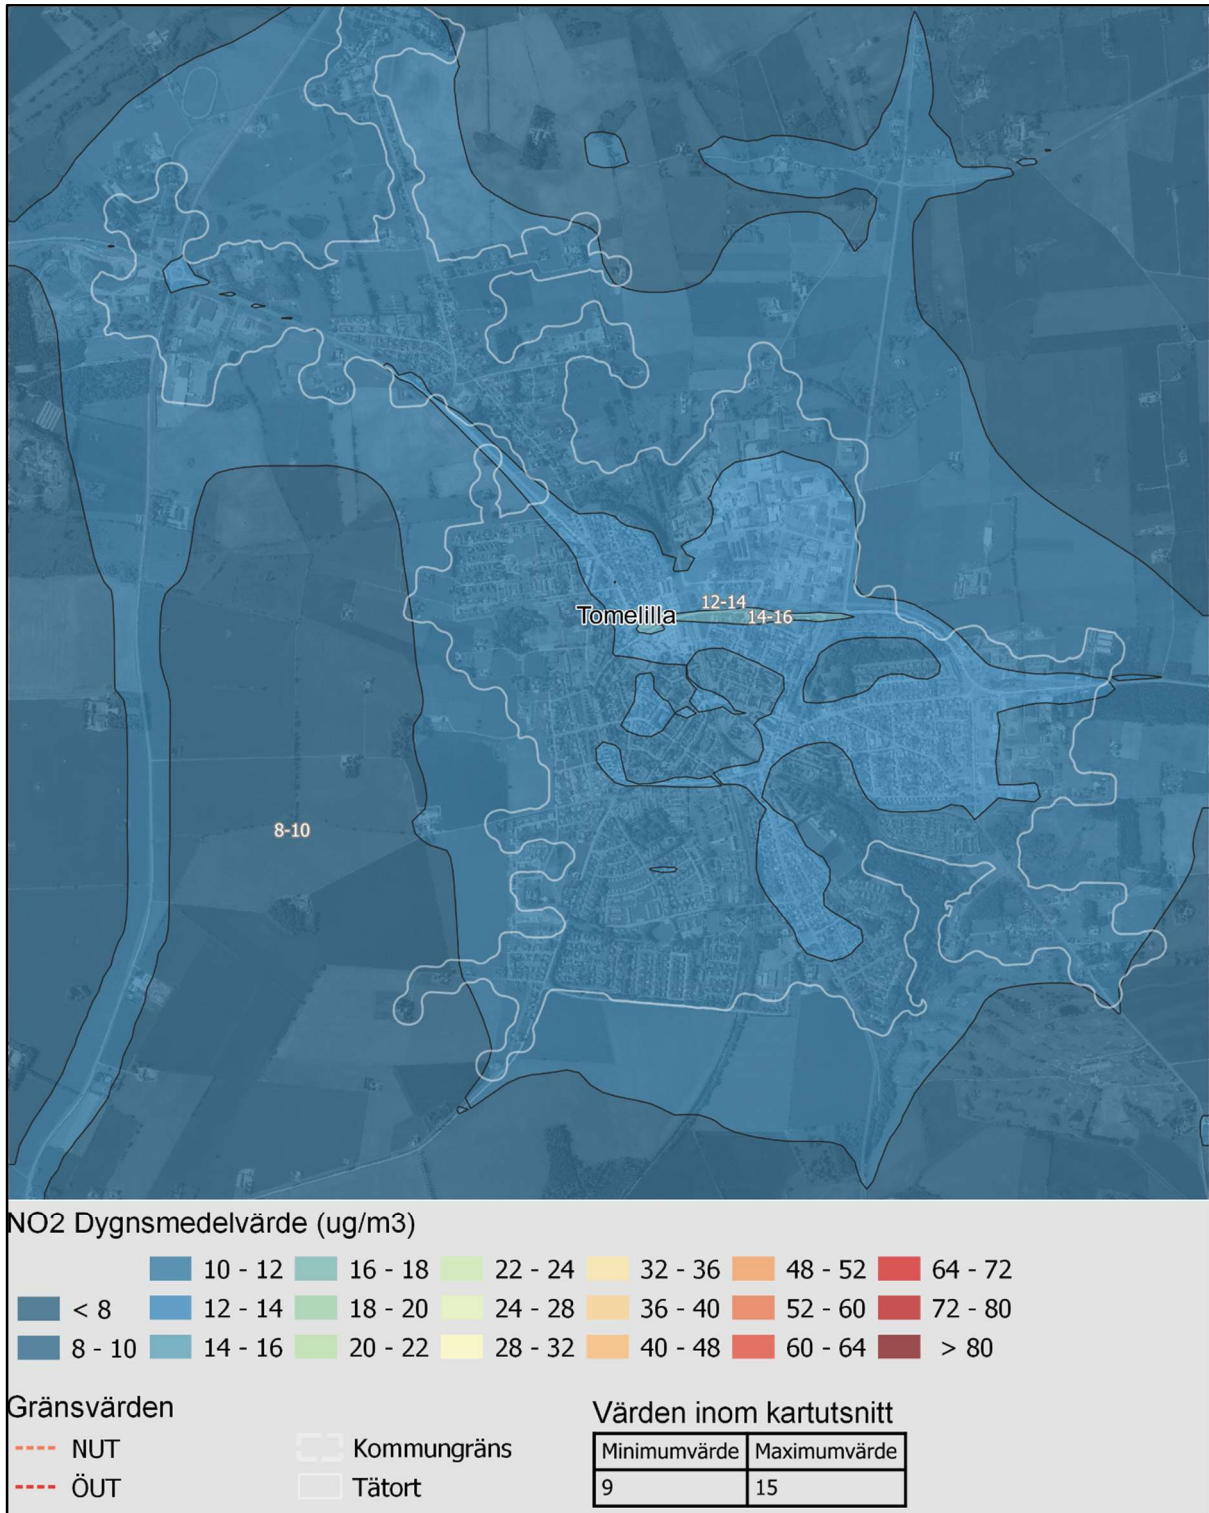 12-14
Tomelilla
14-16
8-10
NO2 Dygnsmedelvärde (ug/m3)
10 - 12 16 - 18 22 - 24 32 - 36 48 - 52 64 - 72
< 8 12 - 14 18 - 20 24 - 28 36 - 40 52 - 60 72 - 80
8 - 10 14 - 16 20 - 22 28 - 32 40 - 48 60 - 64 > 80
Gränsvärden
Värden inom kartutsnitt
NUT Kommungräns
Minimumvärde Maximumvärde
ÖUT Tätort
9 15